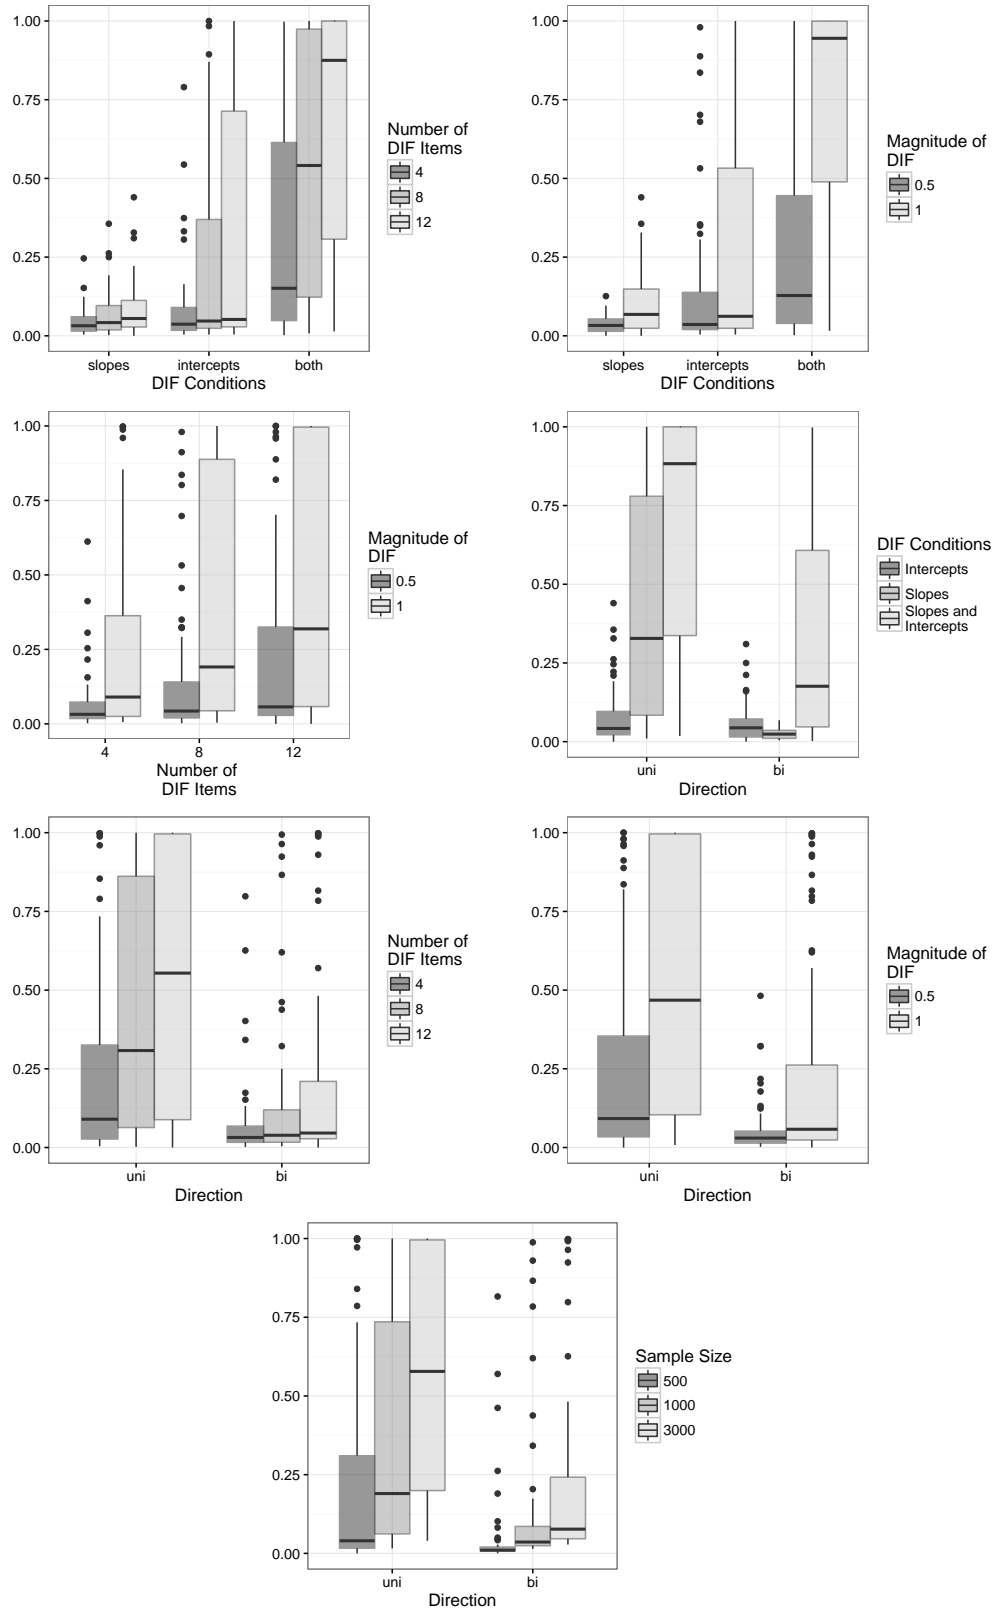 1.00
0.75
0.50
0.25
0.00
slopes intercepts both
DIF Conditions
Number of
DIF Items
4
8
12
1.00
0.75
0.50
0.25
0.00
slopes intercepts both
DIF Conditions
Magnitude of
DIF
0.5
1
1.00
0.75
0.50
0.25
0.00
4 8 12
Number of
DIF Items
Magnitude of
DIF
0.5
1
1.00
0.75
0.50
0.25
0.00
uni bi
Direction
DIF Conditions
Intercepts
Slopes
Slopes and
Intercepts
1.00
0.75
0.50
0.25
0.00
uni bi
Direction
Number of
DIF Items
4
8
12
1.00
0.75
0.50
0.25
0.00
uni bi
Direction
Magnitude of
DIF
0.5
1
1.00
0.75
0.50
0.25
0.00
uni bi
Direction
Sample Size
500
1000
3000